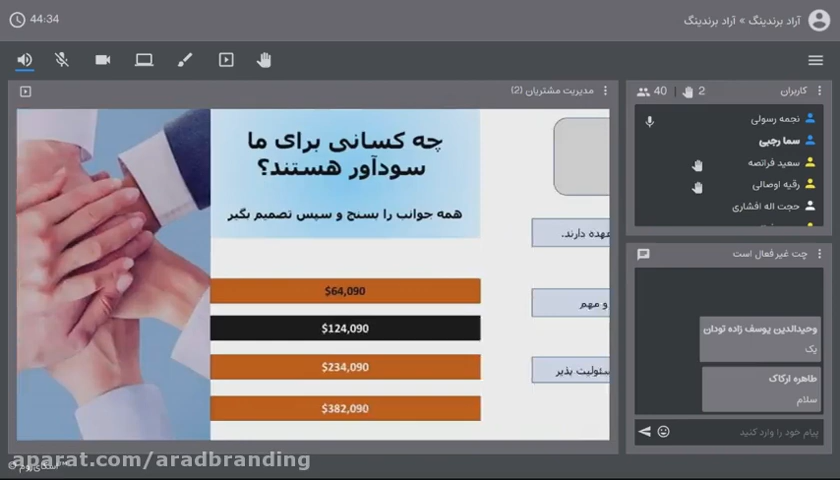 44:34
آراد برندینگ » آراد برندینگ
مدیریت مشتریان (2)
چه کسانی برای ما
سودآور هستند؟
همه جوانب را بسنج و سپس تصمیم بگیر
$64,090
$124,090
$234,090
$382,090
عهده دارند.
و مهم
سئولیت پذیر
کاربران
2 | 40
نجمه رسولی
سما رجبی
سعید فراتصه
رقیه اوصالی
حجت اله افشاری
چت غیر فعال است
وحیدالدین یوسف زاده تودان
یک
طاهره ارکاک
سلام
پیام خود را وارد کنید
aparat.com/aradbranding